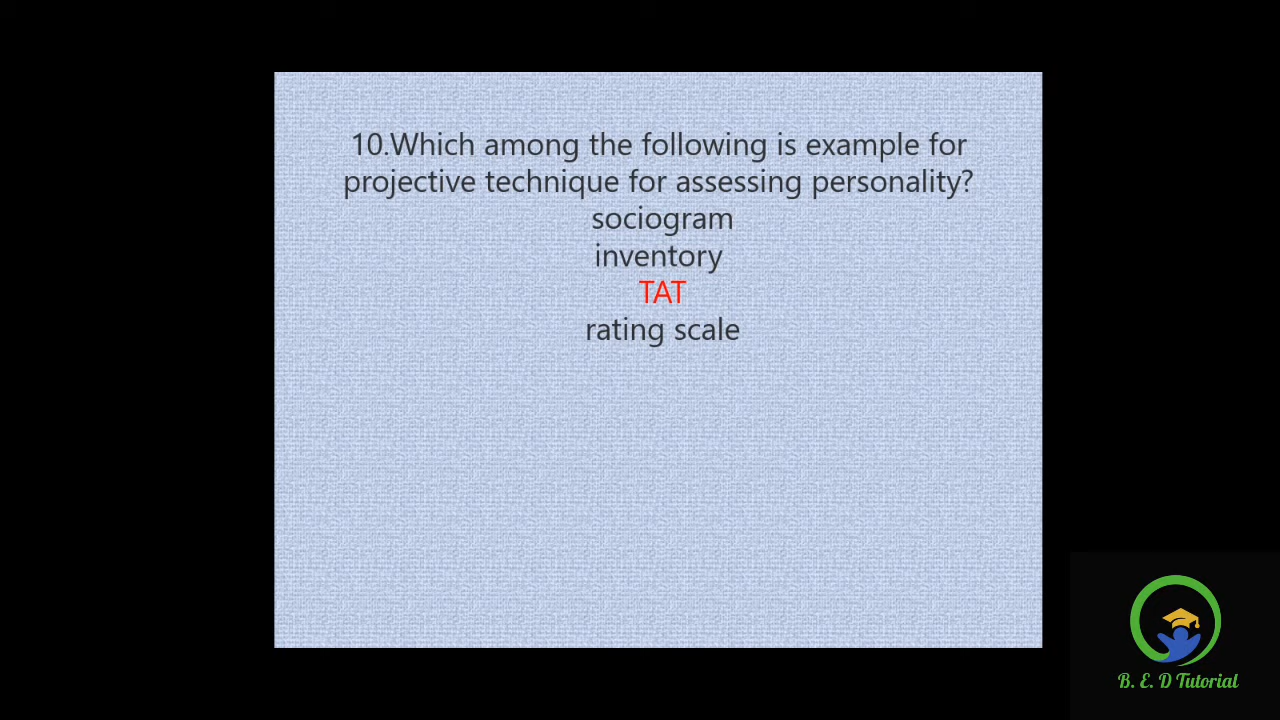 10.Which among the following is example for
projective technique for assessing personality?
sociogram
inventory
TAT
rating scale
B. E. D Tutorial